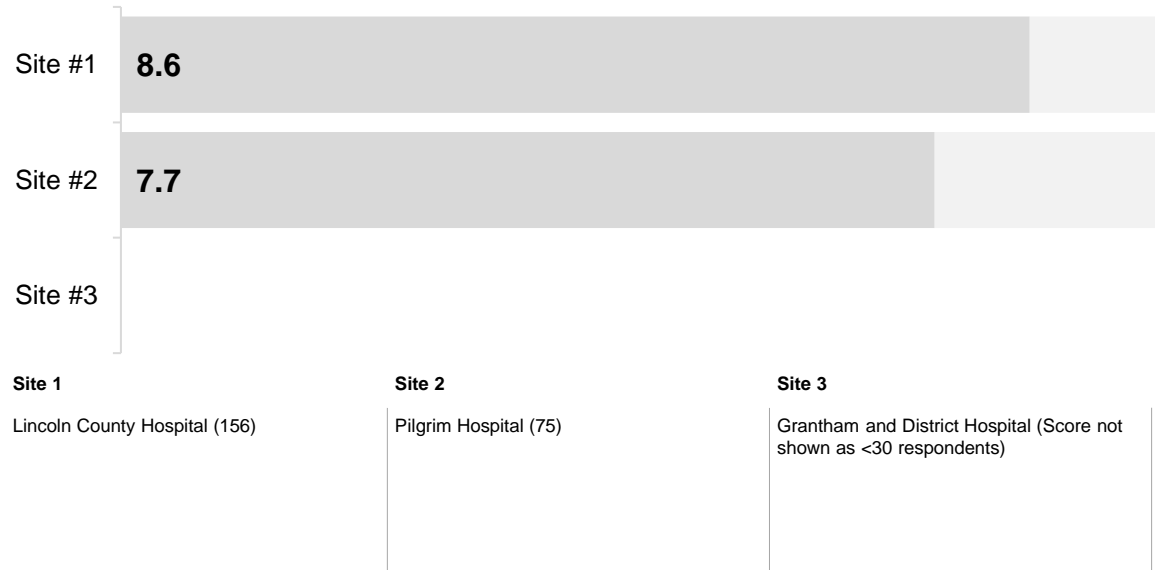 Site #1
8.6
Site #2
7.7
Site #3
Site 1
Lincoln County Hospital (156)
Site 2
Pilgrim Hospital (75)
Site 3
Grantham and District Hospital (Score not
shown as <30 respondents)